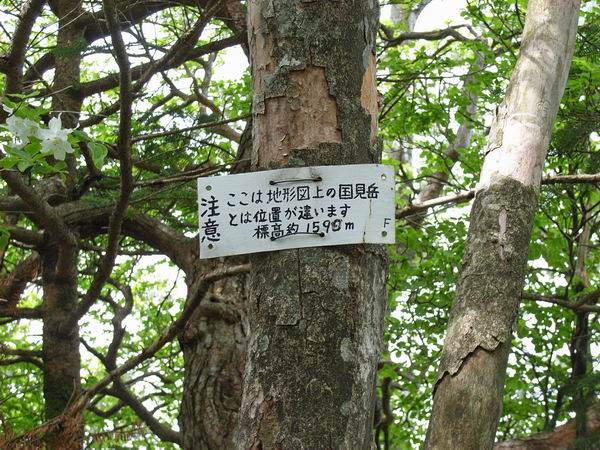 注意
ここは地形図上の国見岳
とは位置が違います
標高約1590m
F